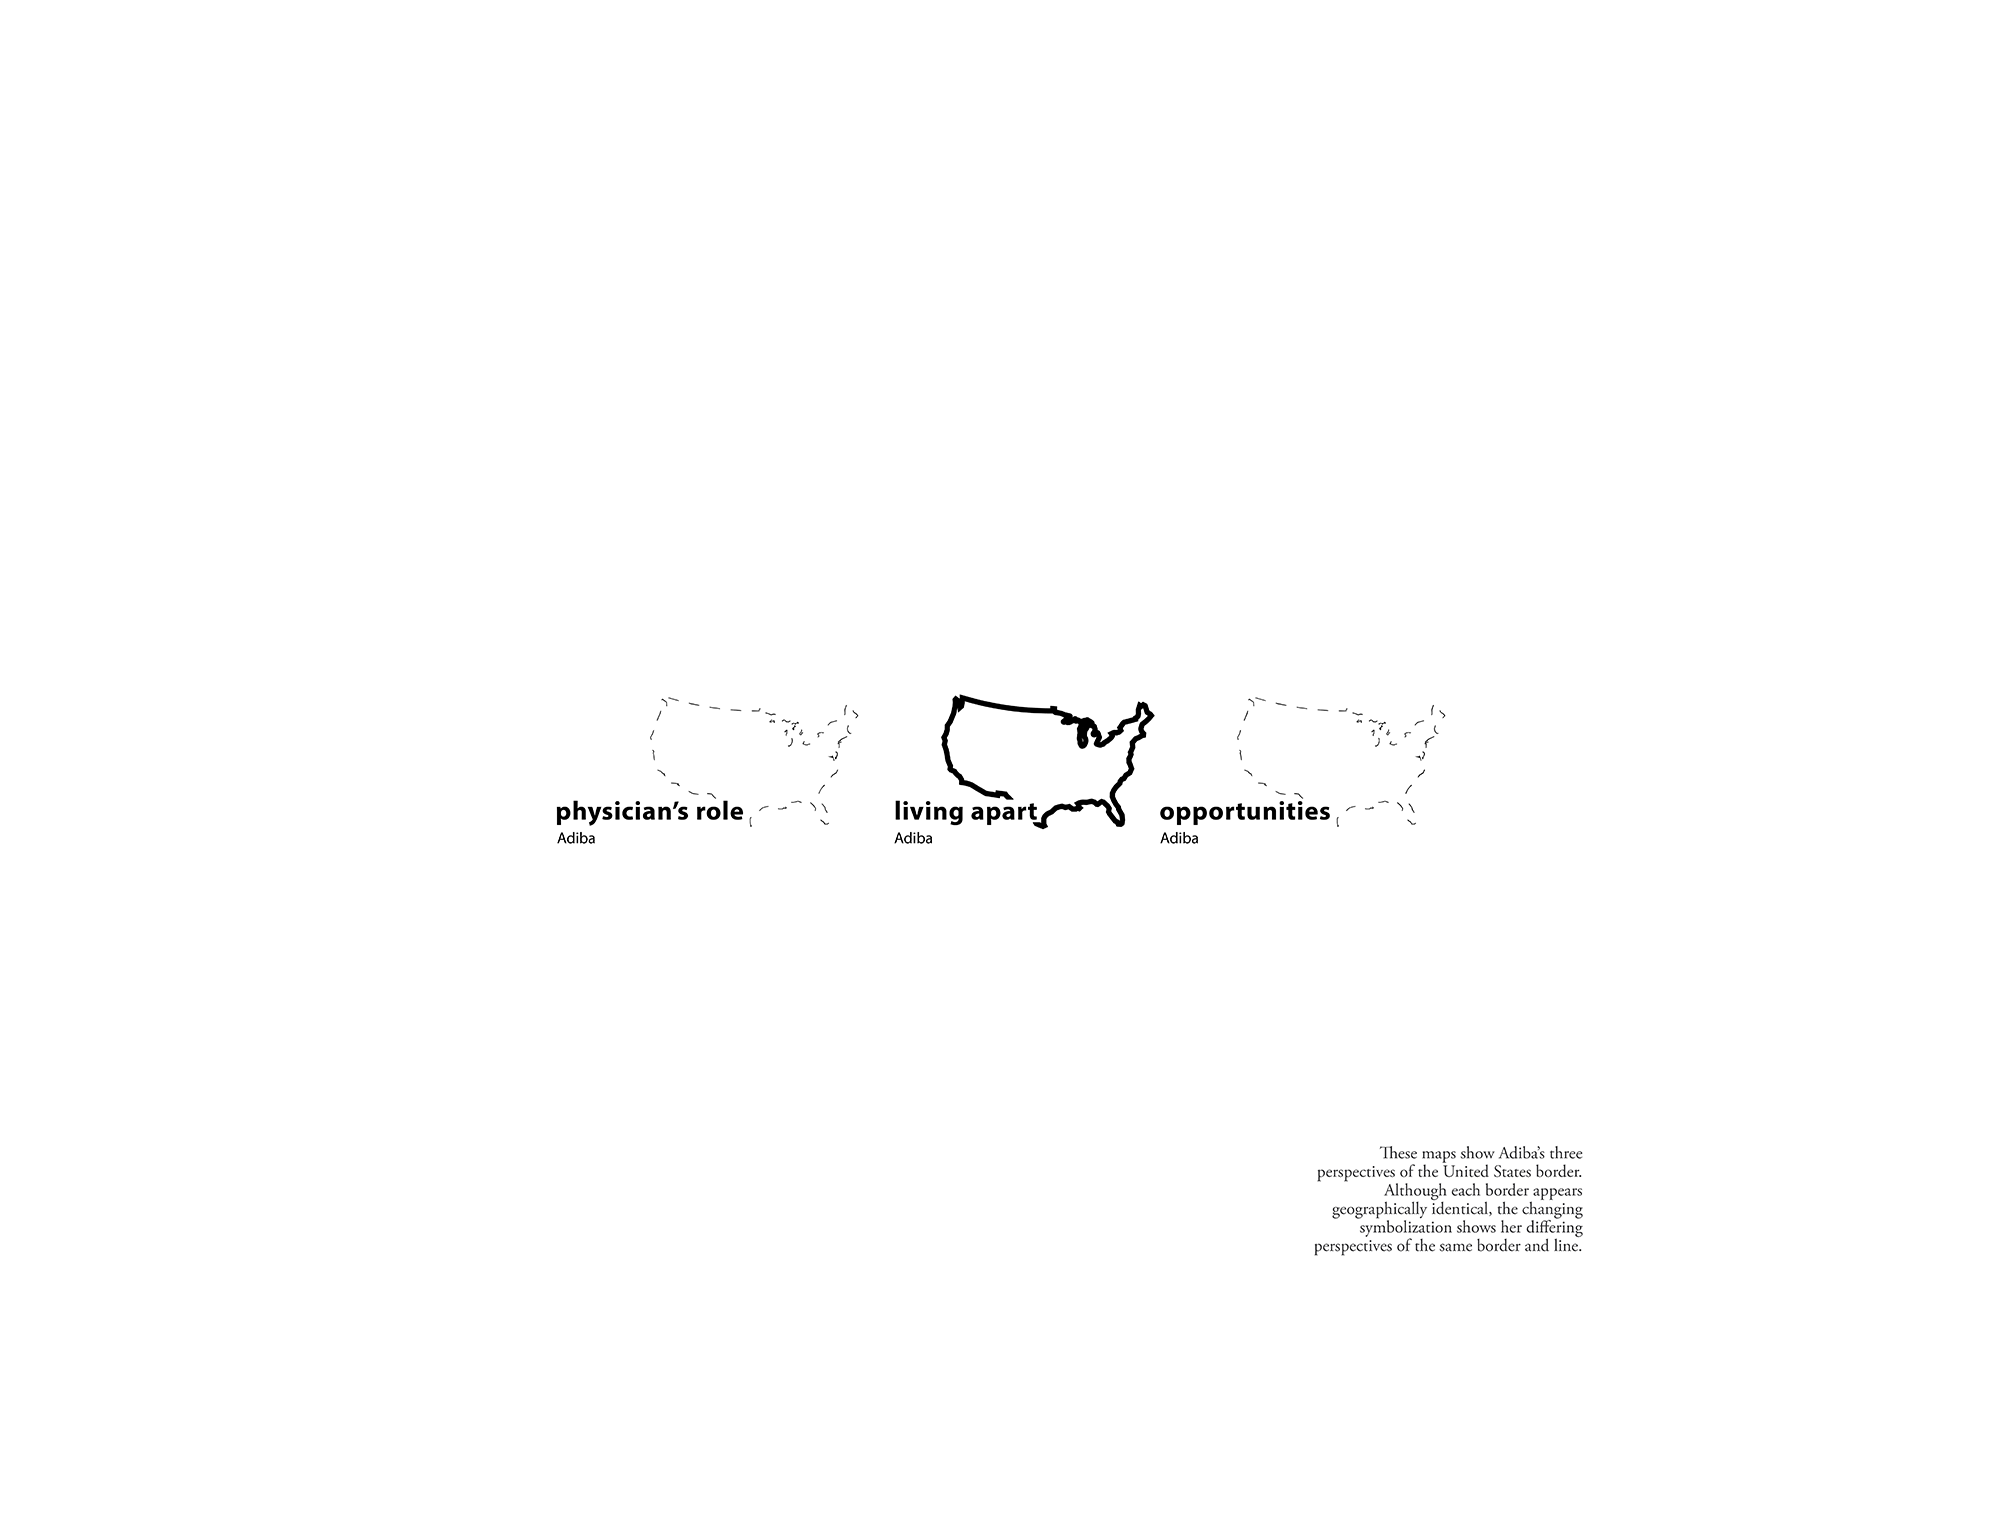 physician’s role
Adiba
living apart
Adiba
opportunities
Adiba
These maps show Adiba’s three
perspectives of the United States border.
Although each border appears
geographically identical, the changing
symbolization shows her differing
perspectives of the same border and line.